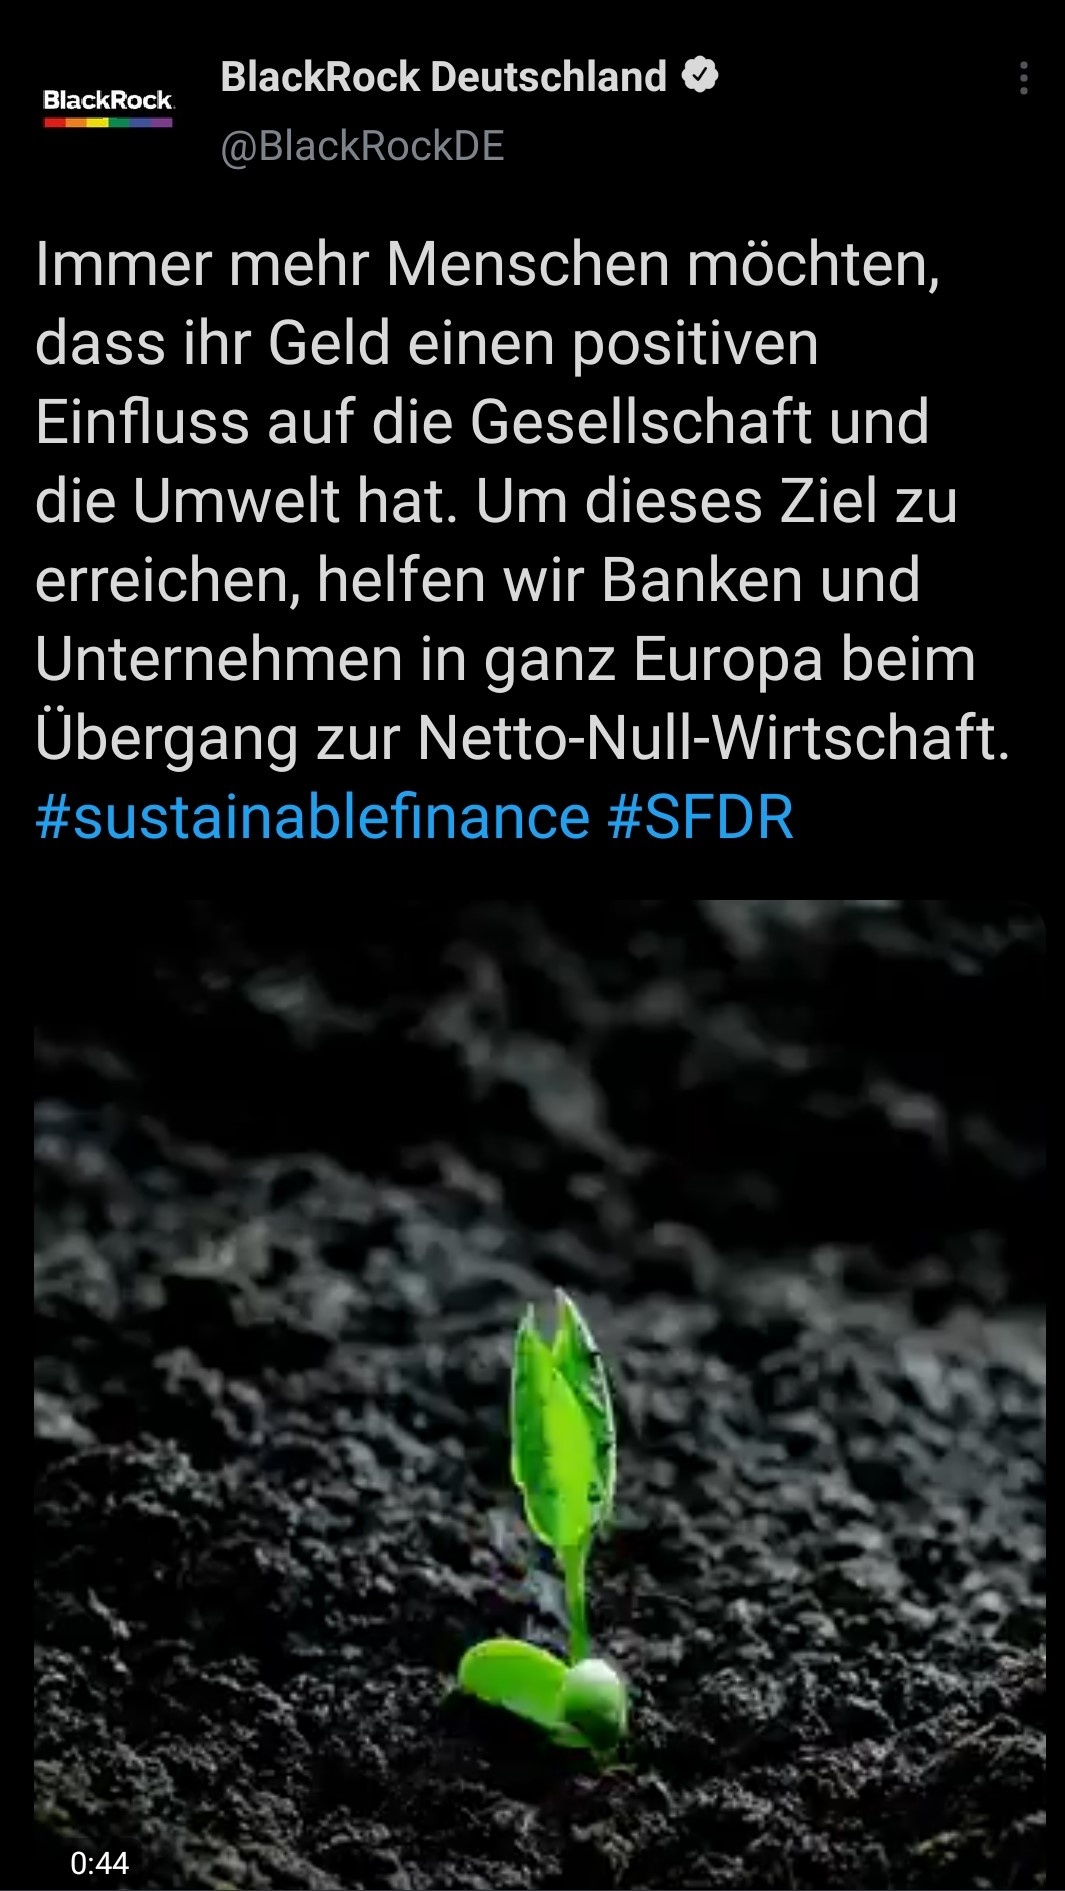 BlackRock
BlackRock Deutschland
@BlackRockDE
Immer mehr Menschen möchten,
dass ihr Geld einen positiven
Einfluss auf die Gesellschaft und
die Umwelt hat. Um dieses Ziel zu
erreichen, helfen wir Banken und
Unternehmen in ganz Europa beim
Übergang zur Netto-Null-Wirtschaft.
#sustainablefinance #SFDR
0:44